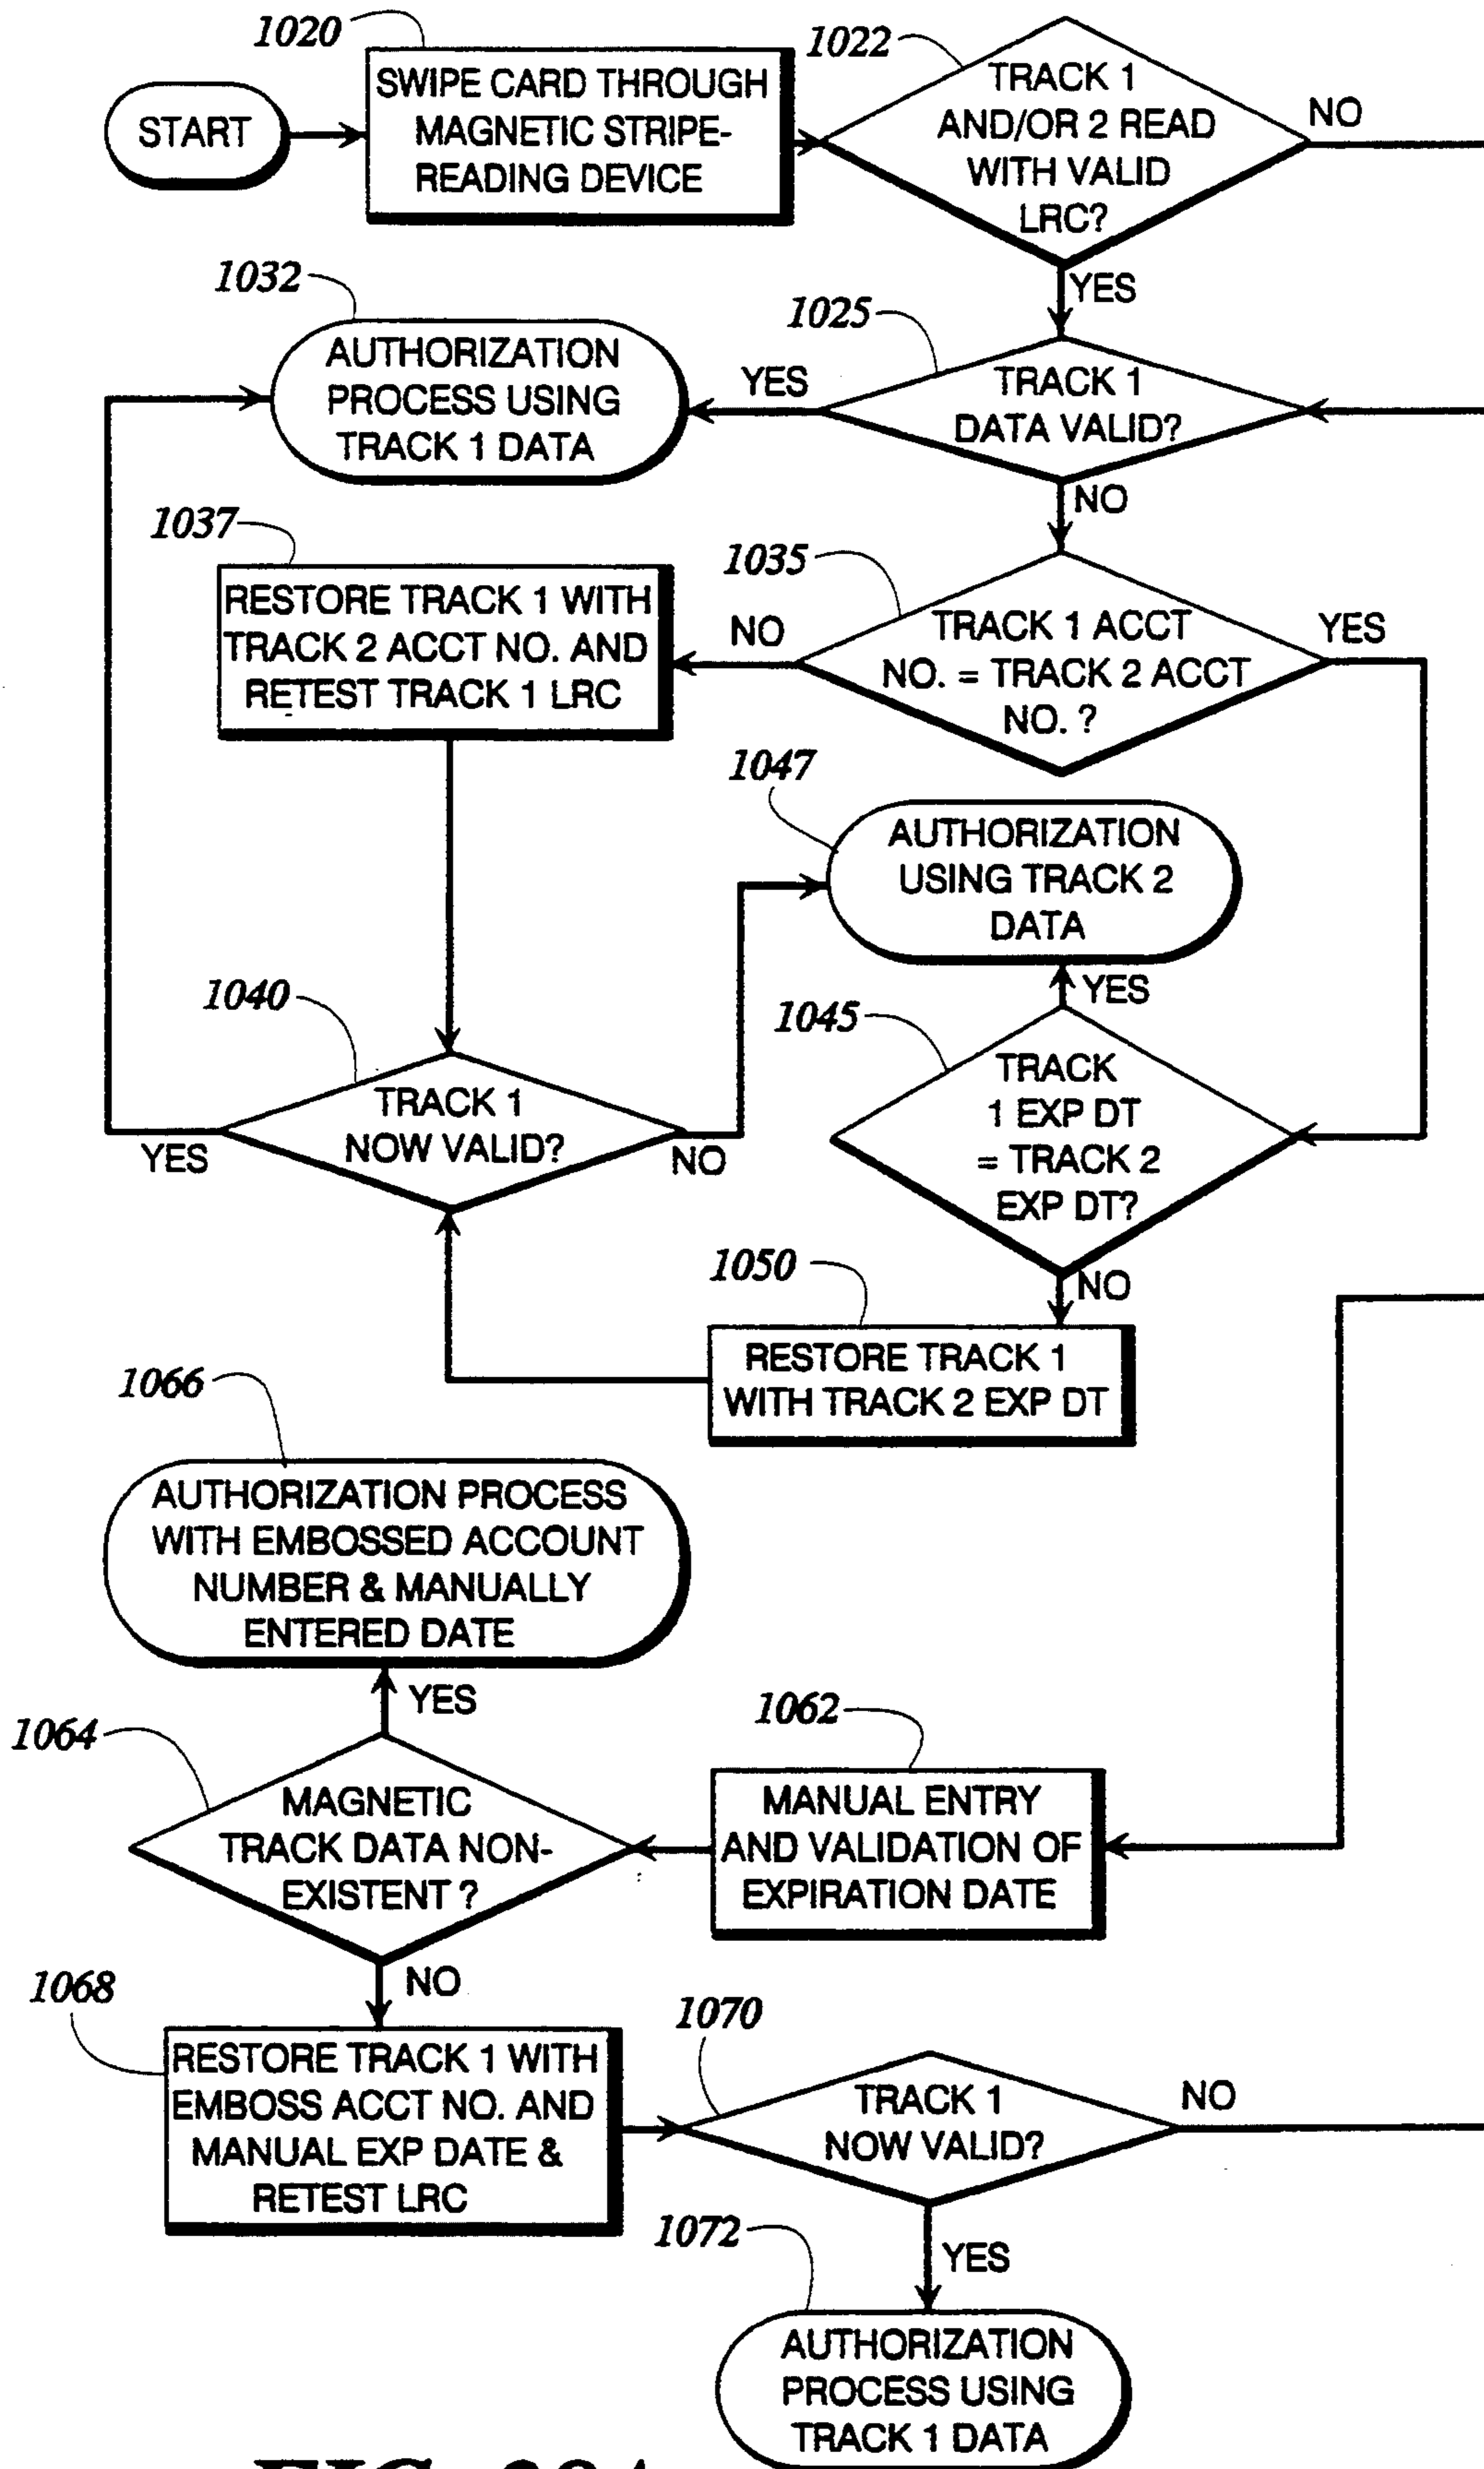 1020
SWIPE CARD THROUGH
MAGNETIC STRIPE-
READING DEVICE
START
1022
TRACK 1
AND/OR 2 READ
WITH VALID
LRC?
NO
YES
1032
AUTHORIZATION
PROCESS USING
TRACK 1 DATA
YES
1025
TRACK 1
DATA VALID?
NO
1037
RESTORE TRACK 1 WITH
TRACK 2 ACCT NO. AND
RETEST TRACK 1 LRC
NO
1035
TRACK 1 ACCT
NO. = TRACK 2 ACCT
NO. ?
YES
1047
AUTHORIZATION
USING TRACK 2
DATA
YES
1040
TRACK 1
NOW VALID?
YES
NO
1045
TRACK
1 EXP DT
= TRACK 2
EXP DT?
NO
1050
RESTORE TRACK 1
WITH TRACK 2 EXP DT
1066
AUTHORIZATION PROCESS
WITH EMBOSSED ACCOUNT
NUMBER & MANUALLY
ENTERED DATE
YES
1064
MAGNETIC
TRACK DATA NON-
EXISTENT ?
1062
MANUAL ENTRY
AND VALIDATION OF
EXPIRATION DATE
NO
1068
RESTORE TRACK 1 WITH
EMBOSS ACCT NO. AND
MANUAL EXP DATE &
RETEST LRC
1070
TRACK 1
NOW VALID?
NO
YES
1072
AUTHORIZATION
PROCESS USING
TRACK 1 DATA